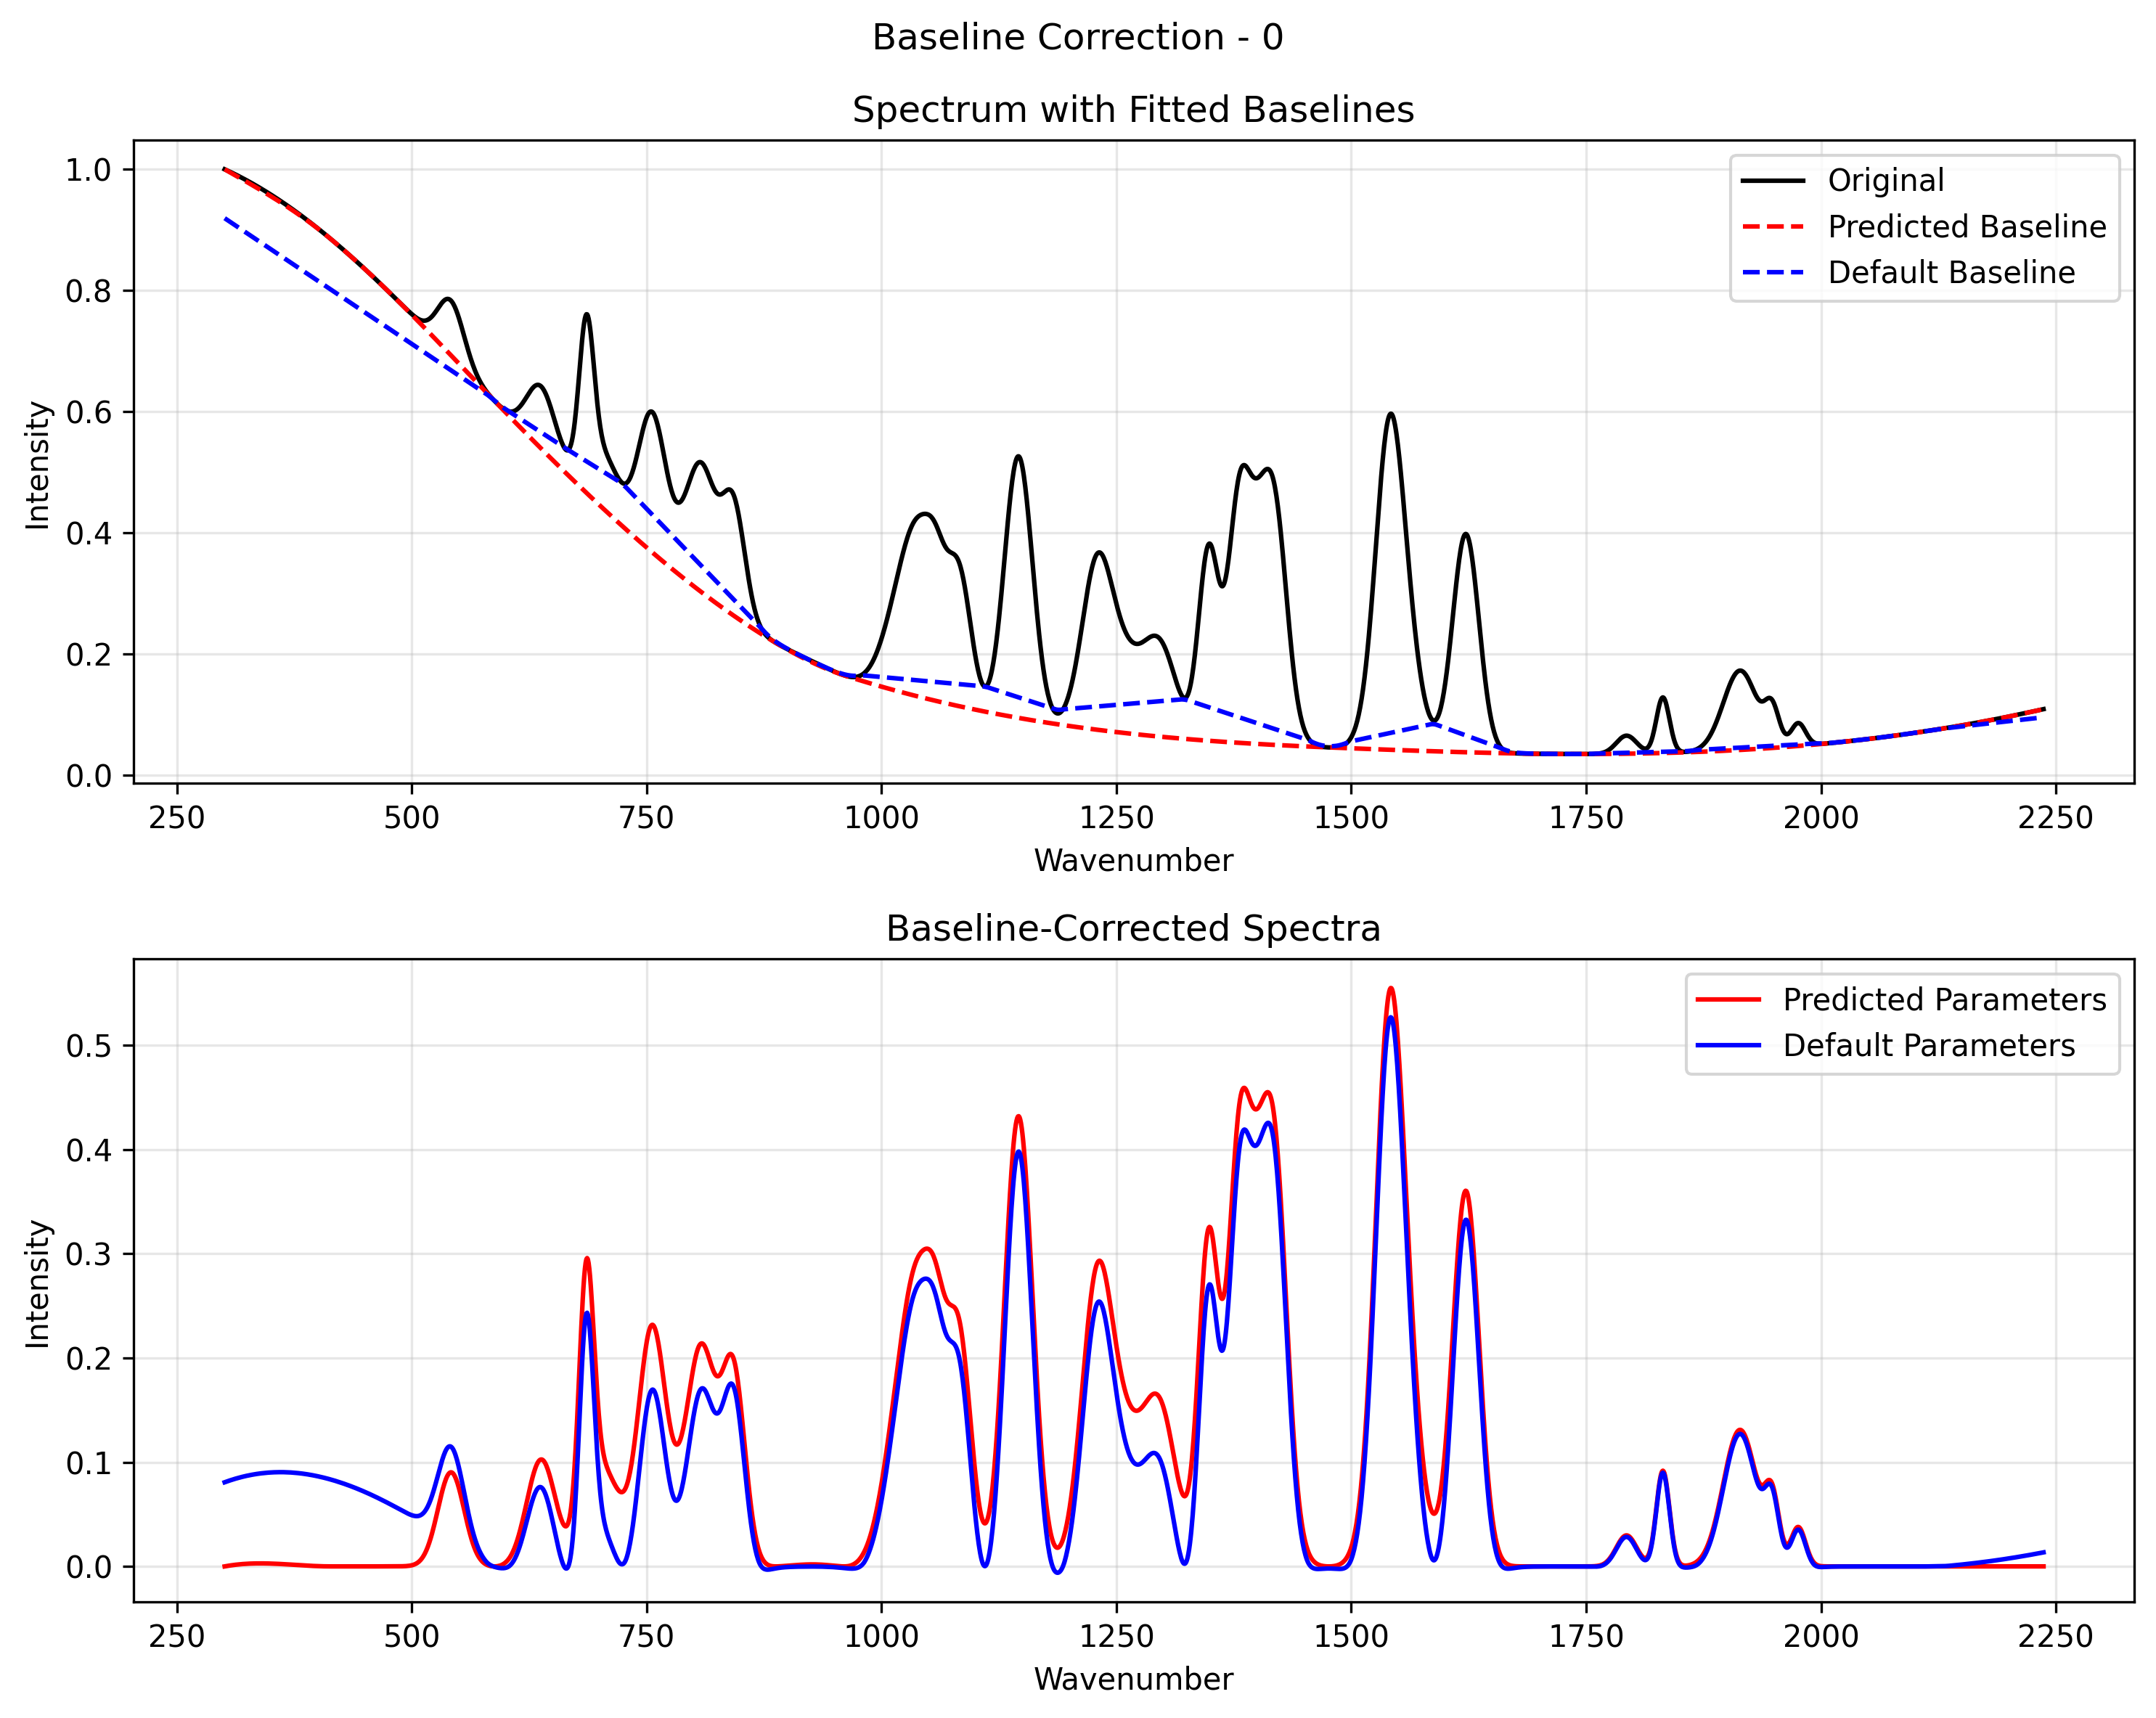 Baseline Correction - 0
Spectrum with Fitted Baselines
1.0
0.8
0.6
0.4
0.2
0.0
Intensity
Original
Predicted Baseline
Default Baseline
250 500 750 1000 1250 1500 1750 2000 2250
Wavenumber
Baseline-Corrected Spectra
0.5
0.4
0.3
0.2
0.1
0.0
Intensity
Predicted Parameters
Default Parameters
250 500 750 1000 1250 1500 1750 2000 2250
Wavenumber